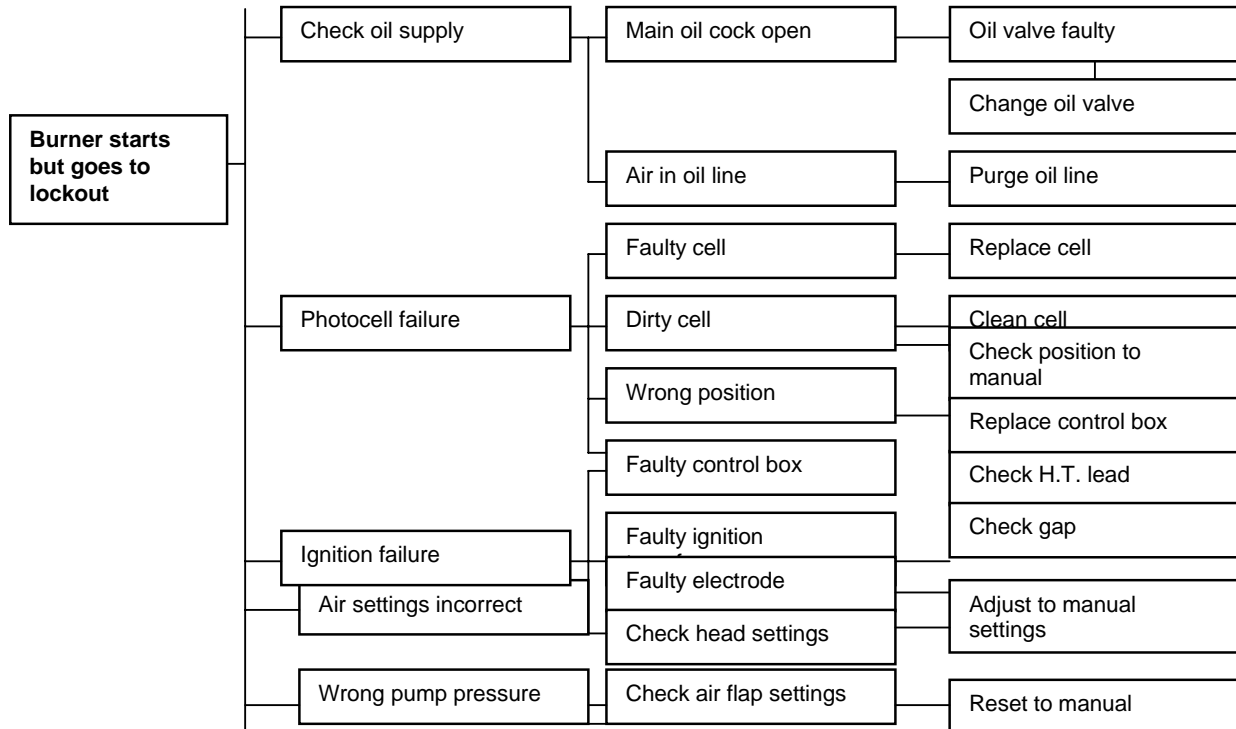 Check oil supply
Main oil cock open
Oil valve faulty
Change oil valve
Burner starts
but goes to
lockout
Air in oil line
Purge oil line
Faulty cell
Replace cell
Photocell failure
Dirty cell
Clean cell
Check position to
manual
Wrong position
Replace control box
Faulty control box
Check H.T. lead
Ignition failure
Faulty ignition
Check gap
Faulty electrode
Air settings incorrect
Check head settings
Adjust to manual
settings
Wrong pump pressure
Check air flap settings
Reset to manual